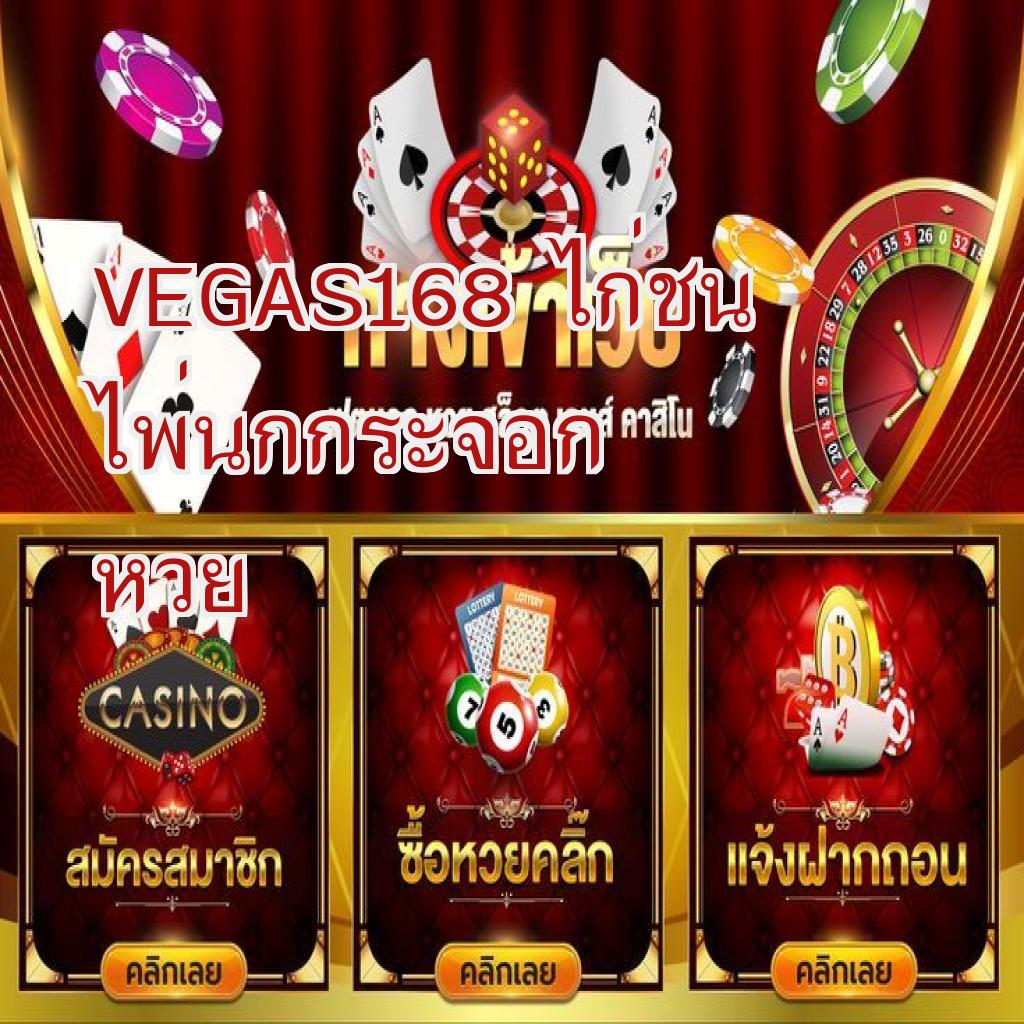 VEGAS168 ไก่ชน
ไพ่นกกระจอก
คาสิโน
หวย
LOTTERY LOTTERY
CASINO
สมัครสมาชิก
ซื้อหวยคลิ๊ก
แจ้งฝากถอน
คลิกเลย
คลิกเลย
คลิกเลย